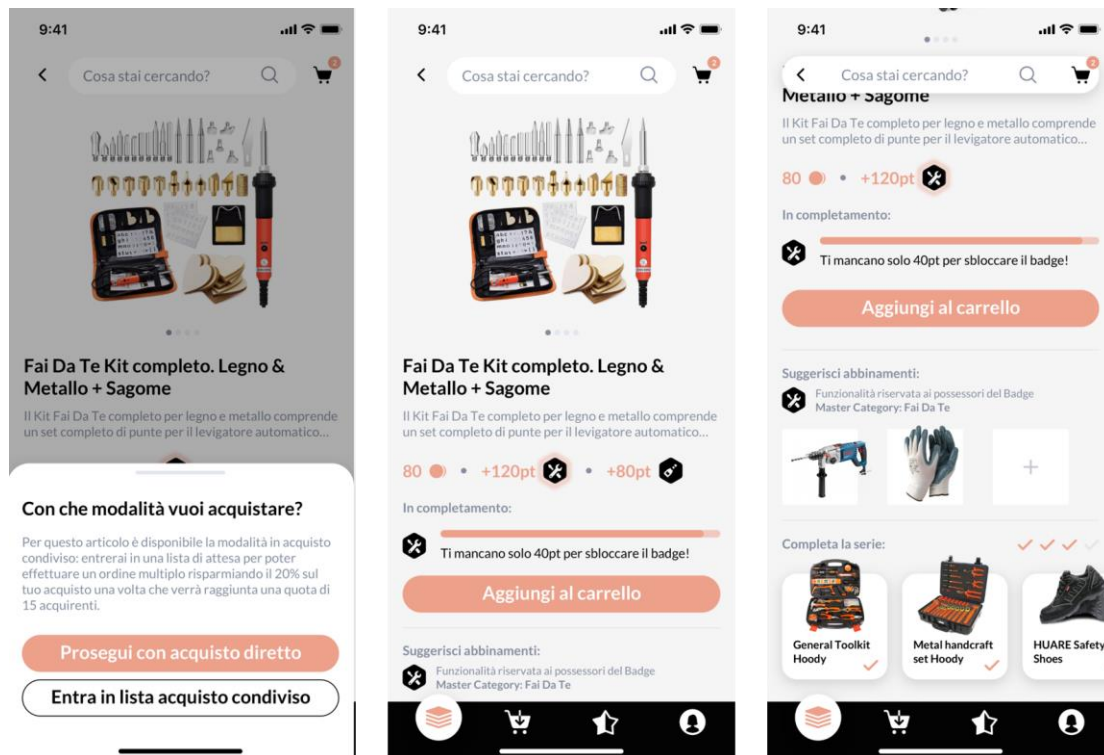 9:41
Cosa stai cercando?
2
Fai Da Te Kit completo. Legno &
Metallo + Sagome
Il Kit Fai Da Te completo per legno e metallo comprende
un set completo di punte per il levigatore automatico...
Con che modalità vuoi acquistare?
Per questo articolo è disponibile la modalità in acquisto
condiviso: entrerai in una lista di attesa per poter
effettuare un ordine multiplo risparmiando il 20% sul
tuo acquisto una volta che verrà raggiunta una quota di
15 acquirenti.
Prosegui con acquisto diretto
Entra in lista acquisto condiviso
9:41
Cosa stai cercando?
2
Fai Da Te Kit completo. Legno &
Metallo + Sagome
Il Kit Fai Da Te completo per legno e metallo comprende
un set completo di punte per il levigatore automatico...
80 • +120pt • +80pt
In completamento:
Ti mancano solo 40pt per sbloccare il badge!
Aggiungi al carrello
Suggerisci abbinamenti:
Funzionalità riservata ai possessori del Badge
Master Category: Fai Da Te
9:41
Cosa stai cercando?
2
Metallo + Sagome
Il Kit Fai Da Te completo per legno e metallo comprende
un set completo di punte per il levigatore automatico...
80 • +120pt
In completamento:
Ti mancano solo 40pt per sbloccare il badge!
Aggiungi al carrello
Suggerisci abbinamenti:
Funzionalità riservata ai possessori del Badge
Master Category: Fai Da Te
+
Completa la serie:
General Toolkit
Hoody
Metal handcraft
set Hoody
HUARE Safety
Shoes